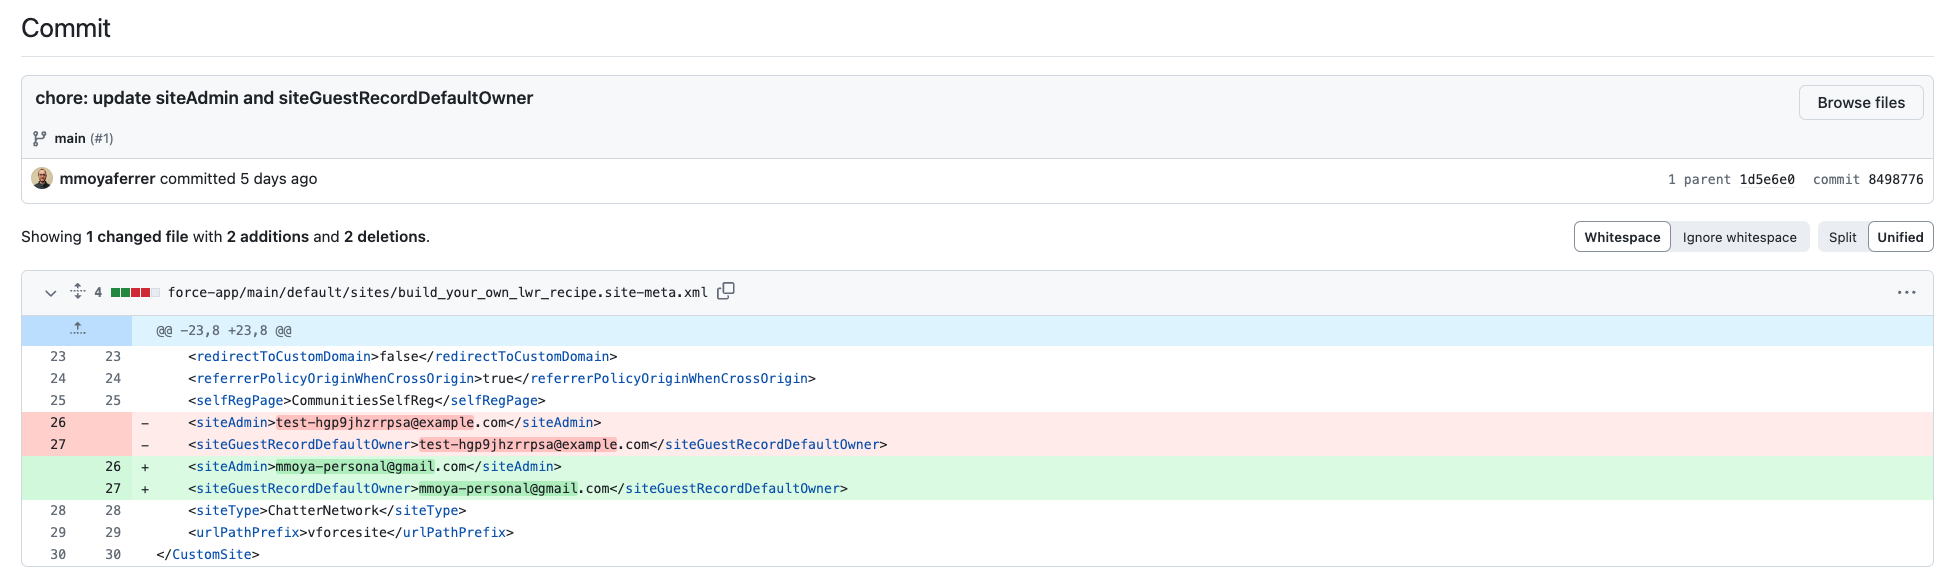 Commit
chore: update siteAdmin and siteGuestRecordDefaultOwner
Browse files
main (#1)
mmoyaferrer committed 5 days ago
1 parent 1d5e6e0 commit 8498776
Showing 1 changed file with 2 additions and 2 deletions.
Whitespace Ignore whitespace Split Unified
4 force-app/main/default/sites/build_your_own_lwr_recipe.site-meta.xml
@@ -23,8 +23,8 @@
23 23 <redirectToCustomDomain>false</redirectToCustomDomain>
24 24 <referrerPolicyOriginWhenCrossOrigin>true</referrerPolicyOriginWhenCrossOrigin>
25 25 <selfRegPage>CommunitiesSelfReg</selfRegPage>
26 - <siteAdmin>test-hgp9jhzrrpsa@example.com</siteAdmin>
27 - <siteGuestRecordDefaultOwner>test-hgp9jhzrrpsa@example.com</siteGuestRecordDefaultOwner>
26 + <siteAdmin>mmoya-personal@gmail.com</siteAdmin>
27 + <siteGuestRecordDefaultOwner>mmoya-personal@gmail.com</siteGuestRecordDefaultOwner>
28 28 <siteType>ChatterNetwork</siteType>
29 29 <urlPathPrefix>vforcesite</urlPathPrefix>
30 30 </CustomSite>